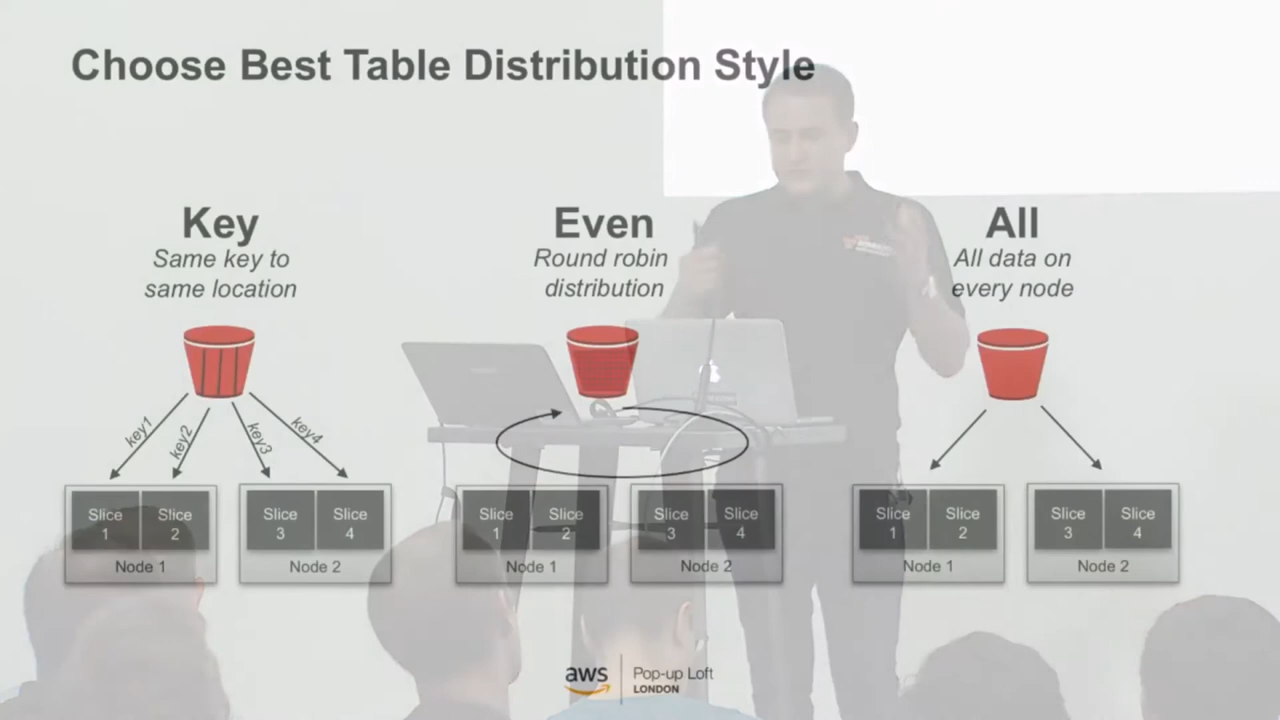 Choose Best Table Distribution Style
Key
Same key to
same location
key1
key2
key3
key4
Slice
1
Slice
2
Node 1
Slice
3
Slice
4
Node 2
Even
Round robin
distribution
Slice
1
Slice
2
Node 1
Slice
3
Slice
4
Node 2
All
All data on
every node
Slice
1
Slice
2
Node 1
Slice
3
Slice
4
Node 2
aws
Pop-up Loft
LONDON